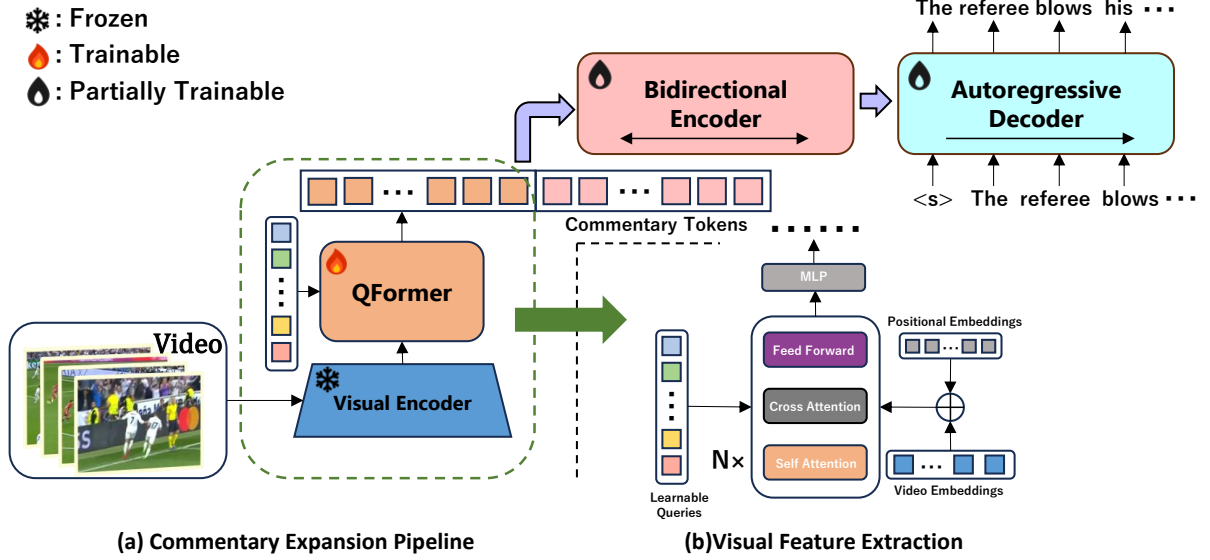 : Frozen
: Trainable
: Partially Trainable
The referee blows his ...
Bidirectional
Encoder
Autoregressive
Decoder
<s> The referee blows ...
...
...
Commentary Tokens
......
QFormer
MLP
Video
Visual Encoder
Feed Forward
Cross Attention
Self Attention
N×
Positional Embeddings
...
...
Video Embeddings
Learnable
Queries
(a) Commentary Expansion Pipeline
(b)Visual Feature Extraction